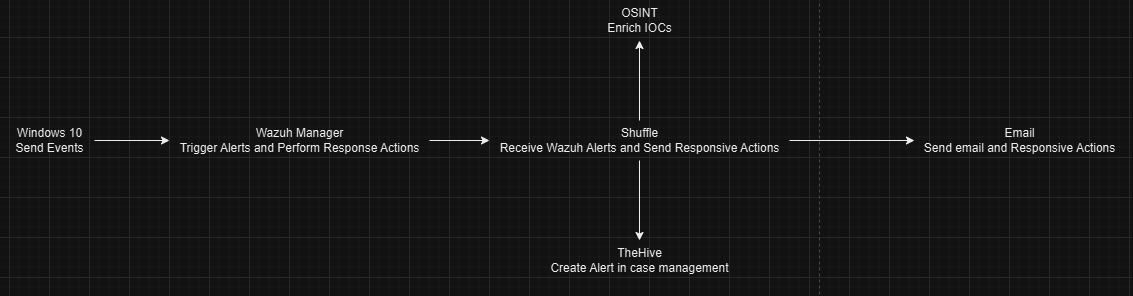 OSINT
Enrich IOCs
Windows 10
Send Events
Wazuh Manager
Trigger Alerts and Perform Response Actions
Shuffle
Receive Wazuh Alerts and Send Responsive Actions
Email
Send email and Responsive Actions
TheHive
Create Alert in case management